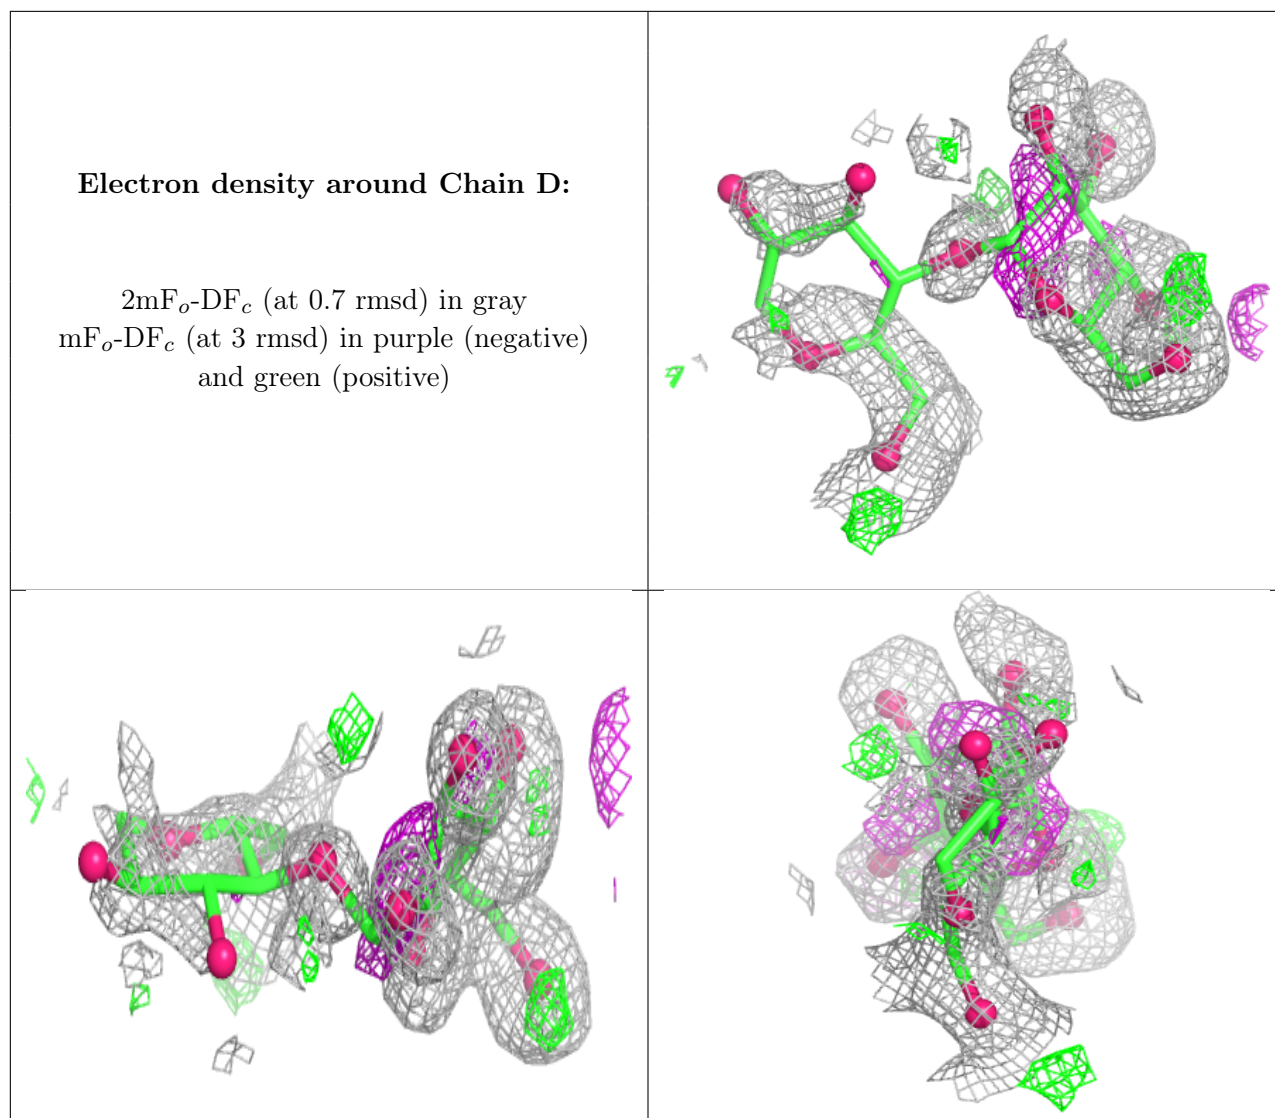 Electron density around Chain D:
2mFo-DFc (at 0.7 rmsd) in gray
mFo-DFc (at 3 rmsd) in purple (negative)
and green (positive)